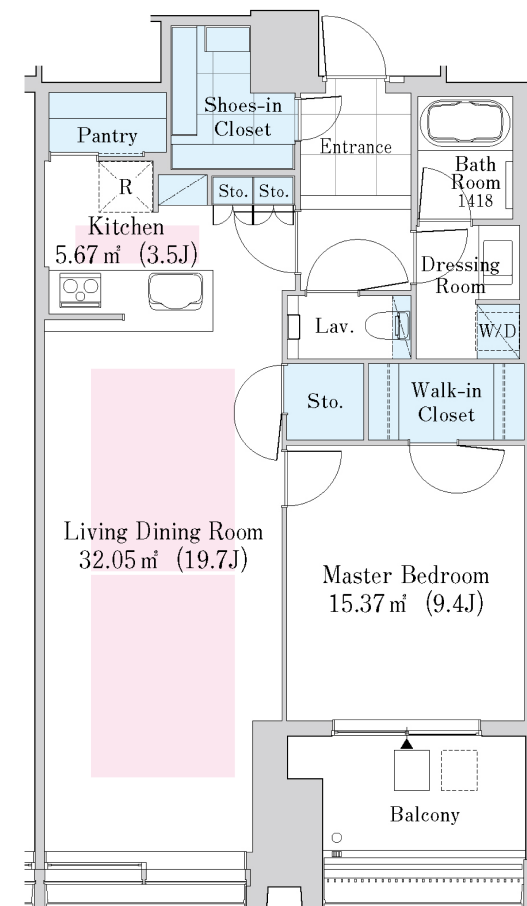 Shoes-in
Closet
Pantry
Entrance
R
Sto.
Sto.
Bath
Room
1418
Kitchen
5.67㎡ (3.5J)
Dressing
Room
Lav.
W/D
Sto.
Walk-in
Closet
Living Dining Room
32.05㎡ (19.7J)
Master Bedroom
15.37㎡ (9.4J)
Balcony